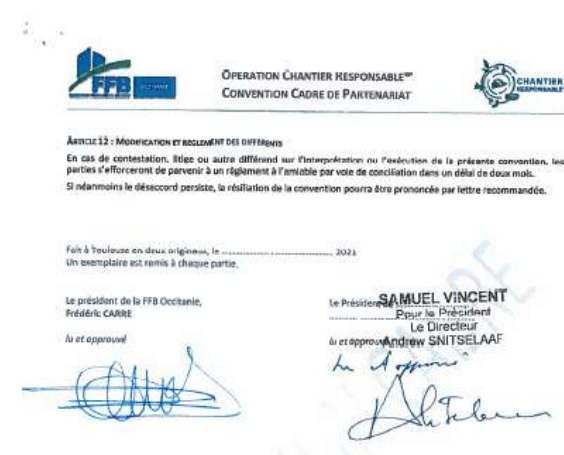 FFB OCCITANIE
OPERATION CHANTIER RESPONSABLE
CONVENTION CADRE DE PARTENARIAT
CHANTIER
RESPONSABLE
ARTICLE 12 : MODIFICATION ET REGLEMENT DES DIFFERENTS
En cas de contestation, litige ou autre différend sur l'interprétation ou l'exécution de la présente convention, les
parties s'efforceront de parvenir à un règlement à l'amiable par voie de conciliation dans un délai de deux mois.
Si néanmoins le désaccord persiste, la résiliation de la convention pourra être prononcée par lettre recommandée.
Fait à Toulouse en deux originaux, le .............................. 2021
Un exemplaire est remis à chaque partie.
Le président de la FFB Occitanie,
Frédéric CARRE
lu et approuvé
Le Président
SAMUEL VINCENT
Pour le Président
Le Directeur
lu et approuvé
Andrew SNITSELAAF